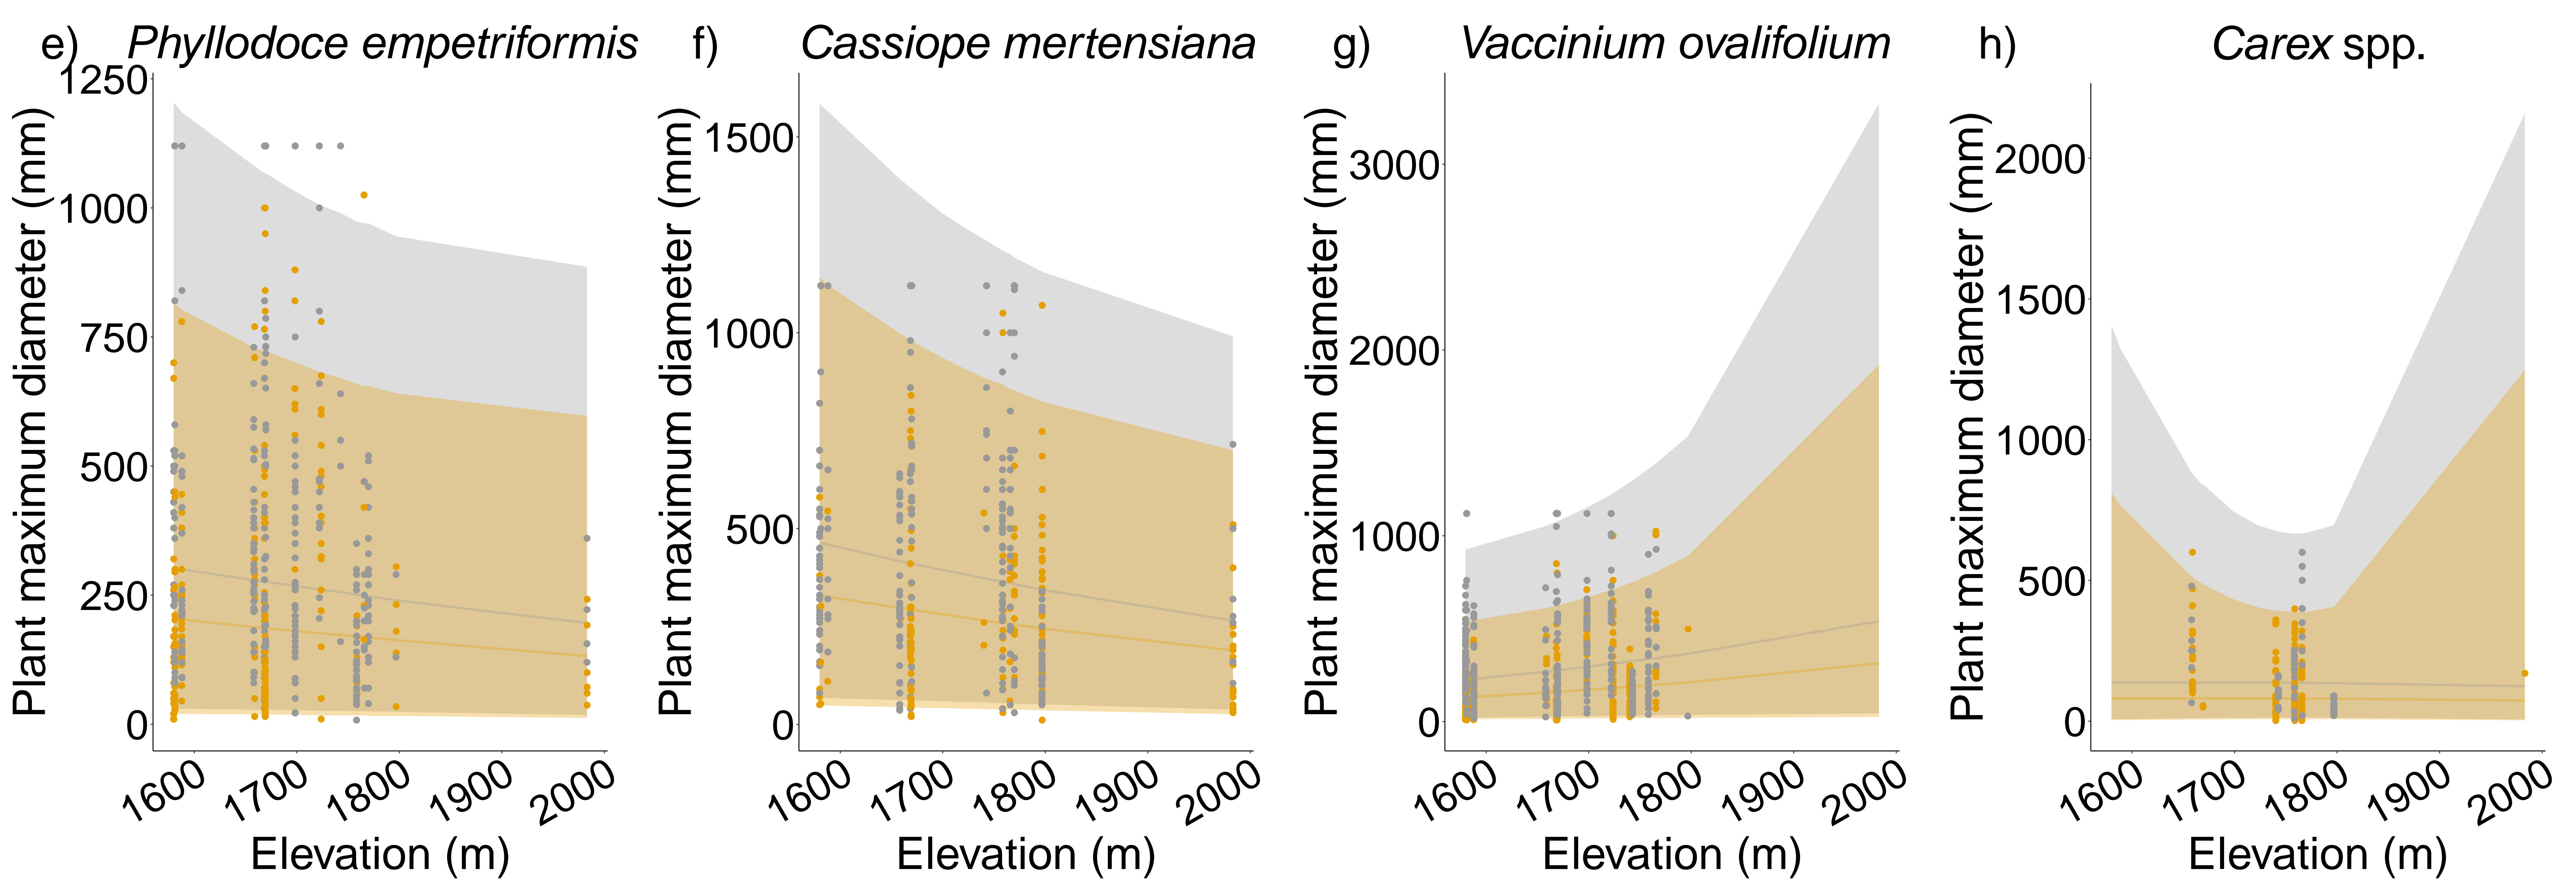 e) Phyllodoce empetriformis
Plant maximum diameter (mm)
1250
1000
750
500
250
0
1600 1700 1800 1900 2000
Elevation (m)
f) Cassiope mertensiana
Plant maximum diameter (mm)
1500
1000
500
0
1600 1700 1800 1900 2000
Elevation (m)
g) Vaccinium ovalifolium
Plant maximum diameter (mm)
3000
2000
1000
0
1600 1700 1800 1900 2000
Elevation (m)
h) Carex spp.
Plant maximum diameter (mm)
2000
1500
1000
500
0
1600 1700 1800 1900 2000
Elevation (m)